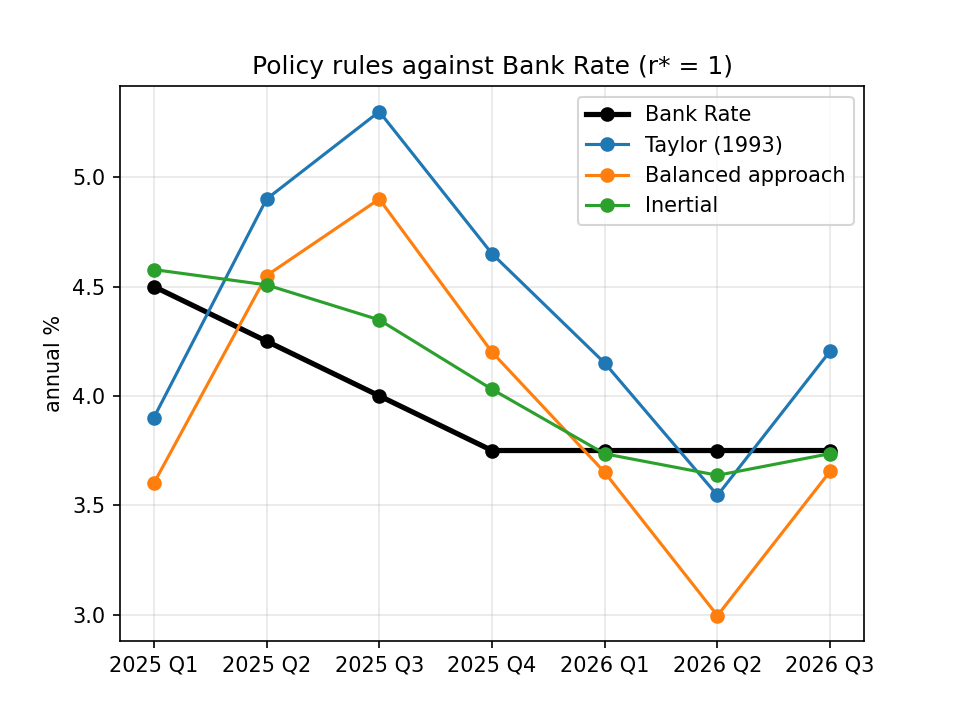 Policy rules against Bank Rate (r* = 1)
Bank Rate
Taylor (1993)
Balanced approach
Inertial
annual %
5.0
4.5
4.0
3.5
3.0
2025 Q1 2025 Q2 2025 Q3 2025 Q4 2026 Q1 2026 Q2 2026 Q3